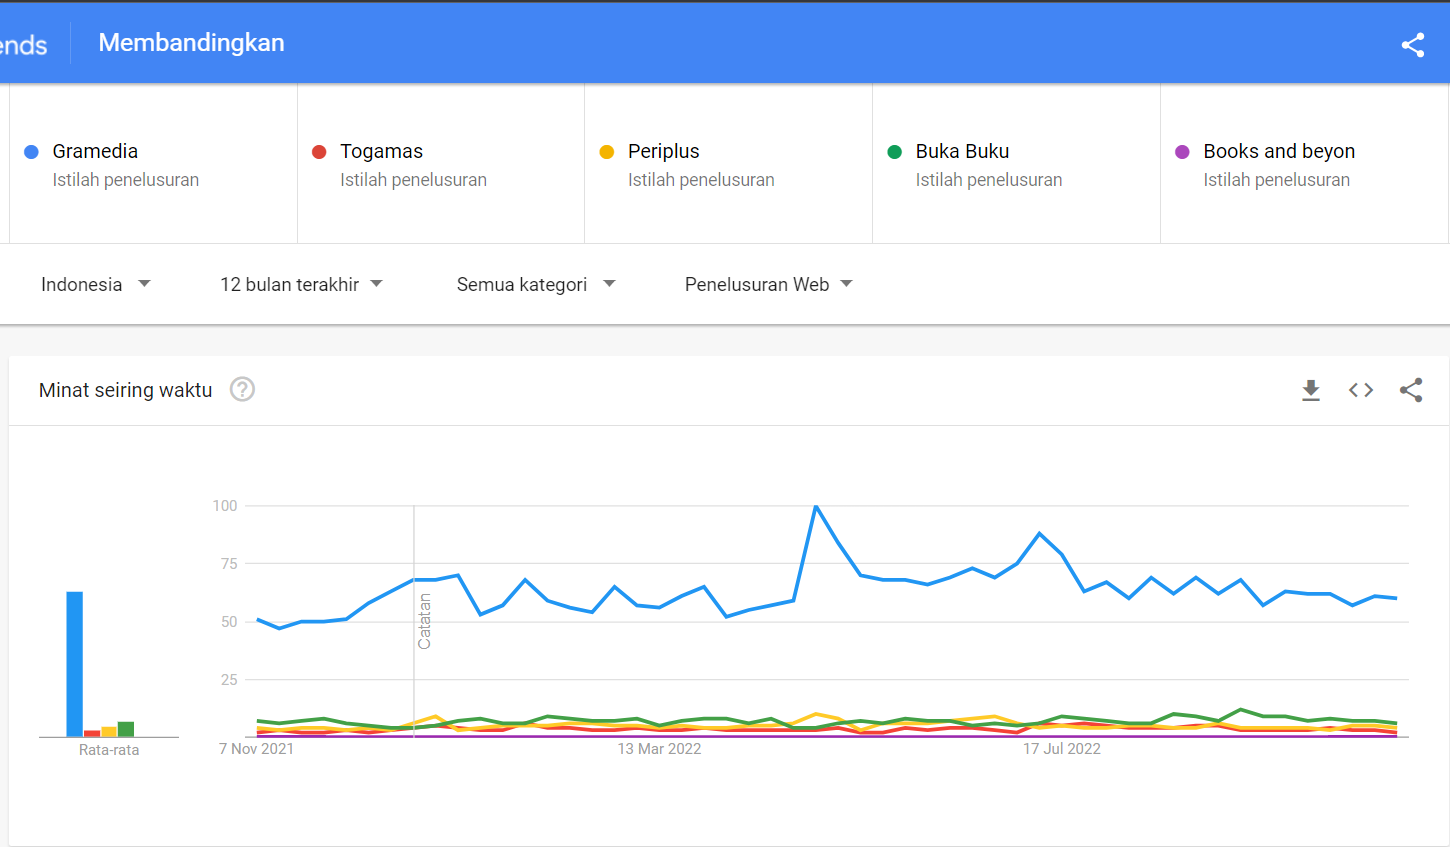 ends
Membandingkan
Gramedia
Istilah penelusuran
Togamas
Istilah penelusuran
Periplus
Istilah penelusuran
Buka Buku
Istilah penelusuran
Books and beyon
Istilah penelusuran
Indonesia
12 bulan terakhir
Semua kategori
Penelusuran Web
Minat seiring waktu
?
100
75
50
25
Catatan
Rata-rata
7 Nov 2021
13 Mar 2022
17 Jul 2022